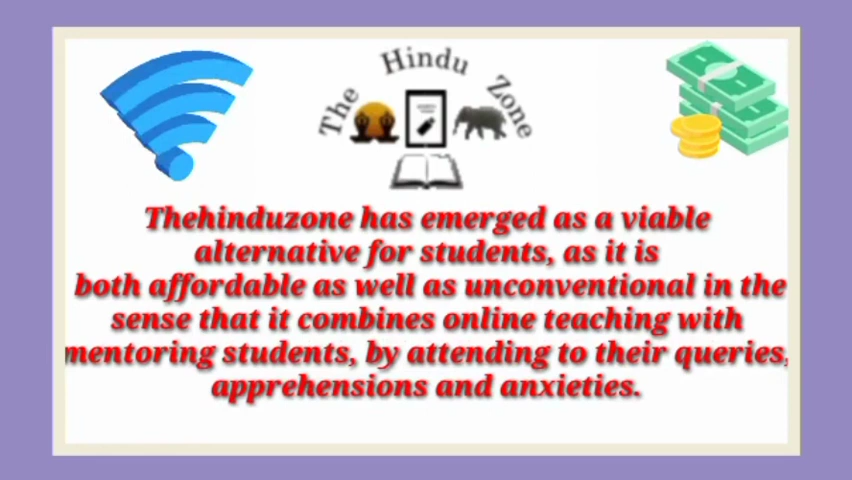 The Hindu Zone
Thehinduzone has emerged as a viable
alternative for students, as it is
both affordable as well as unconventional in the
sense that it combines online teaching with
mentoring students, by attending to their queries,
apprehensions and anxieties.